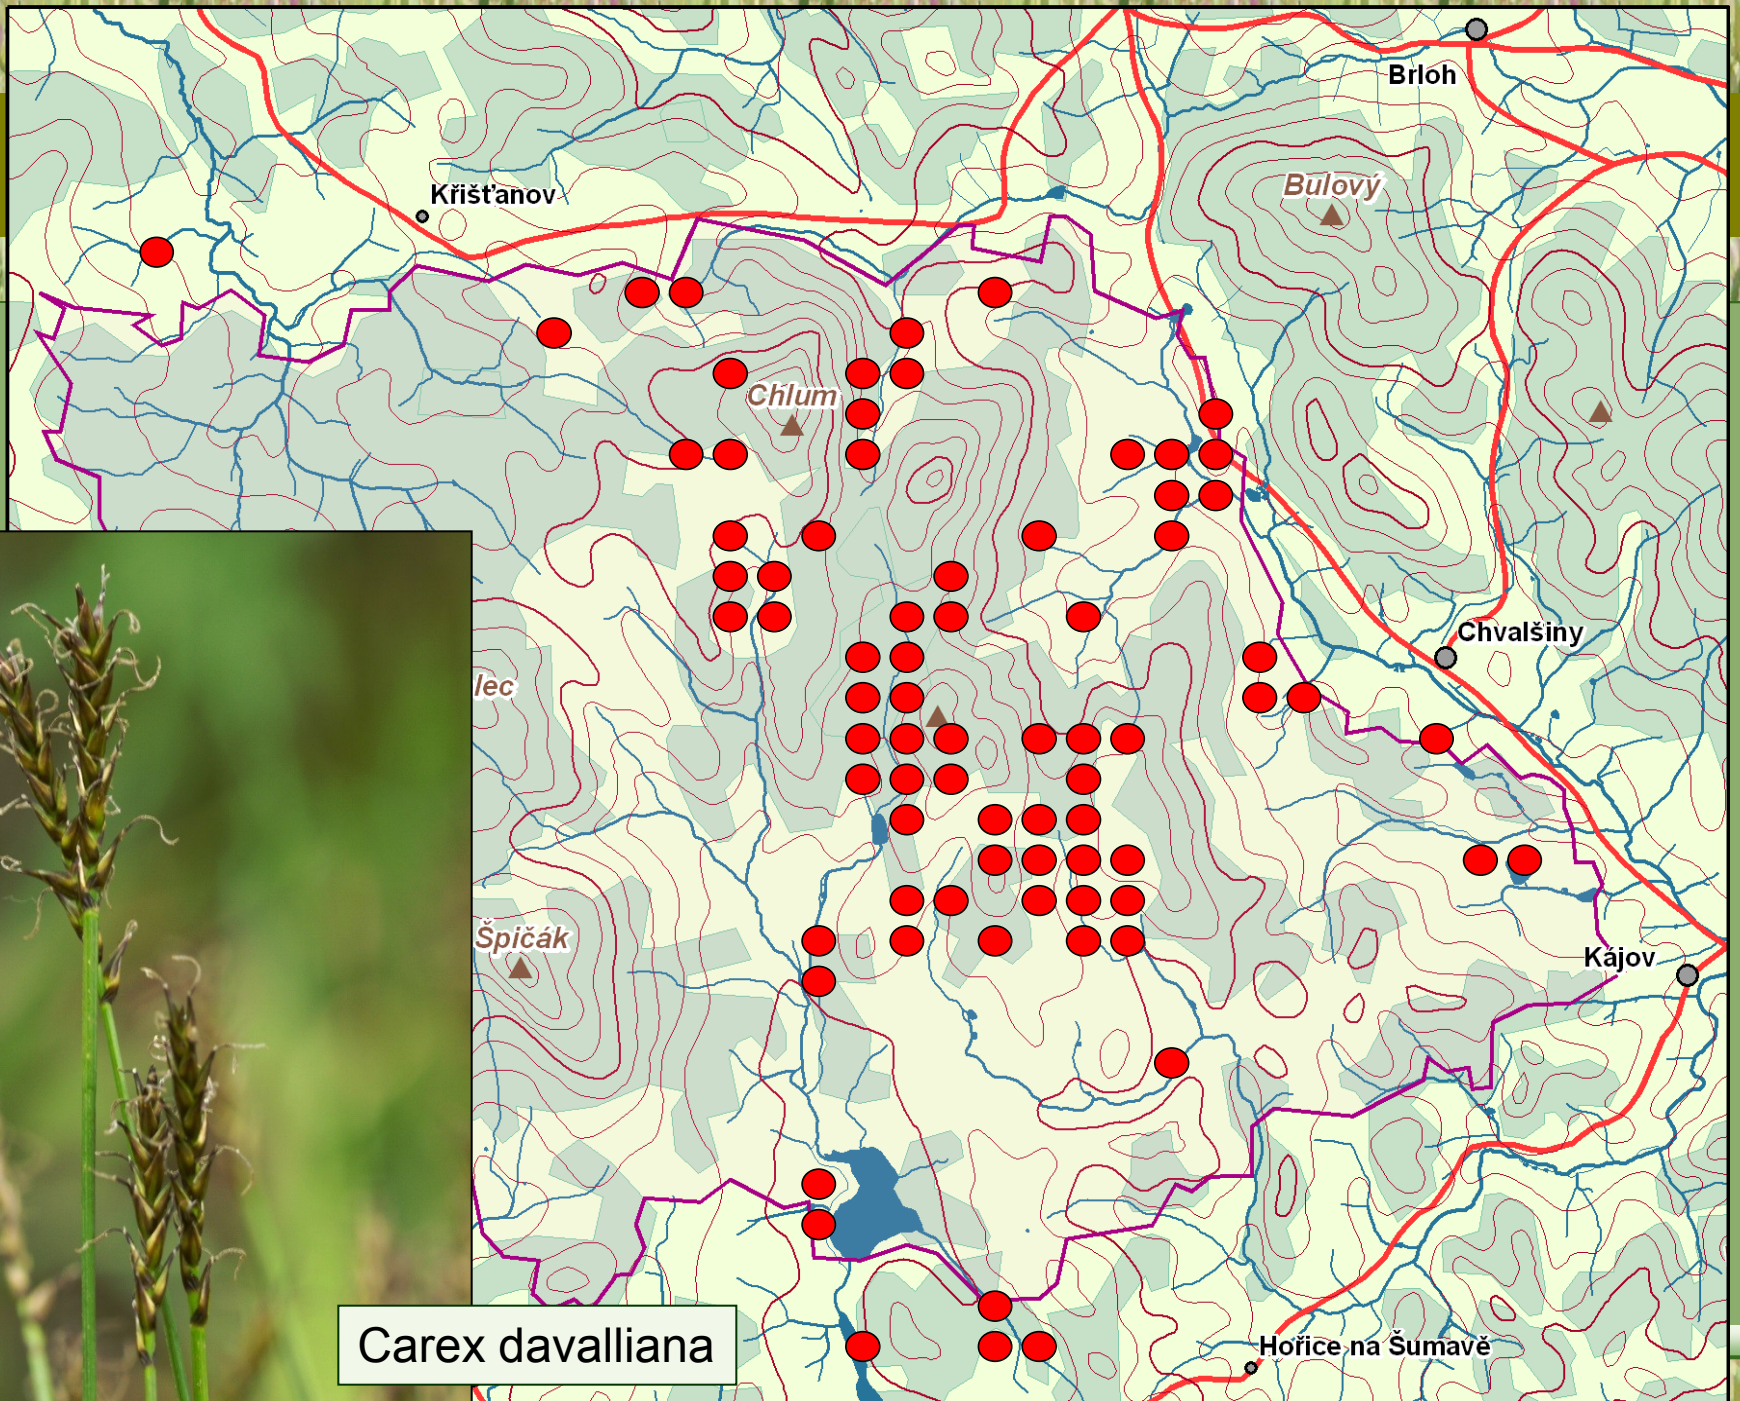 Brloh
Křišťanov
Bulový
Chlum
Chvalšiny
lec
Špičák
Kájov
Hořice na Šumavě
Carex davalliana